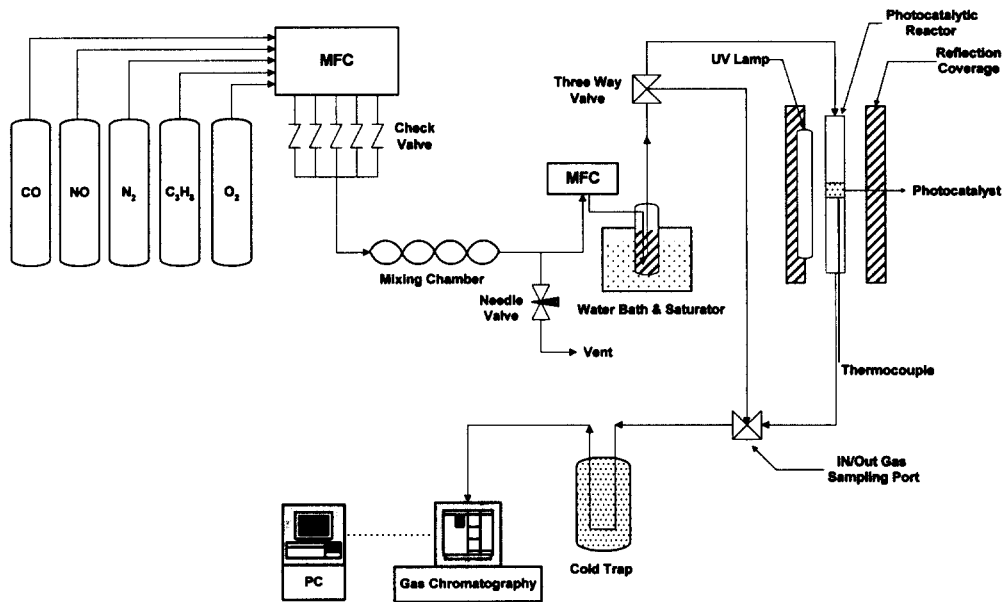 MFC
Check
Valve
CO
NO
N2
C3H8
O2
Mixing Chamber
Needle
Valve
Vent
MFC
Water Bath & Saturator
Three Way
Valve
UV Lamp
Photocatalytic
Reactor
Reflection
Coverage
Photocatalyst
Thermocouple
IN/Out Gas
Sampling Port
Cold Trap
Gas Chromatography
PC